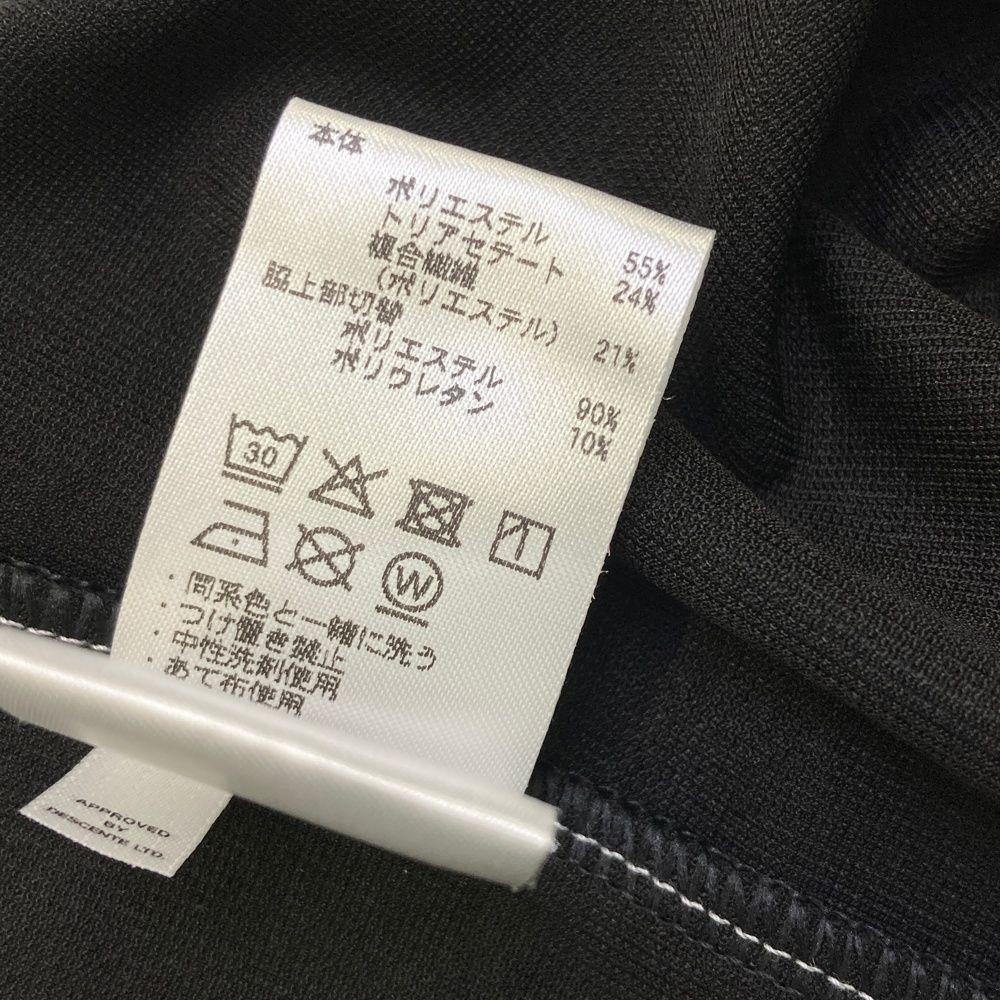 本体
ポリエステル 55%
トリアセテート 24%
複合繊維
(ポリエステル) 21%
脇上部切替
ポリエステル 90%
ポリウレタン 10%
30
W
・同系色と一緒に洗う
・つけ置き禁止
・中性洗剤使用
・あて布使用
APPROVED
BY
DESCENTE LTD.